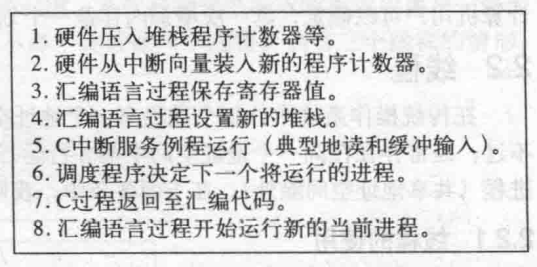 1. 硬件压入堆栈程序计数器等。
2. 硬件从中断向量装入新的程序计数器。
3. 汇编语言过程保存寄存器值。
4. 汇编语言过程设置新的堆栈。
5. C中断服务例程运行（典型地读和缓冲输入）。
6. 调度程序决定下一个将运行的进程。
7. C过程返回至汇编代码。
8. 汇编语言过程开始运行新的当前进程。